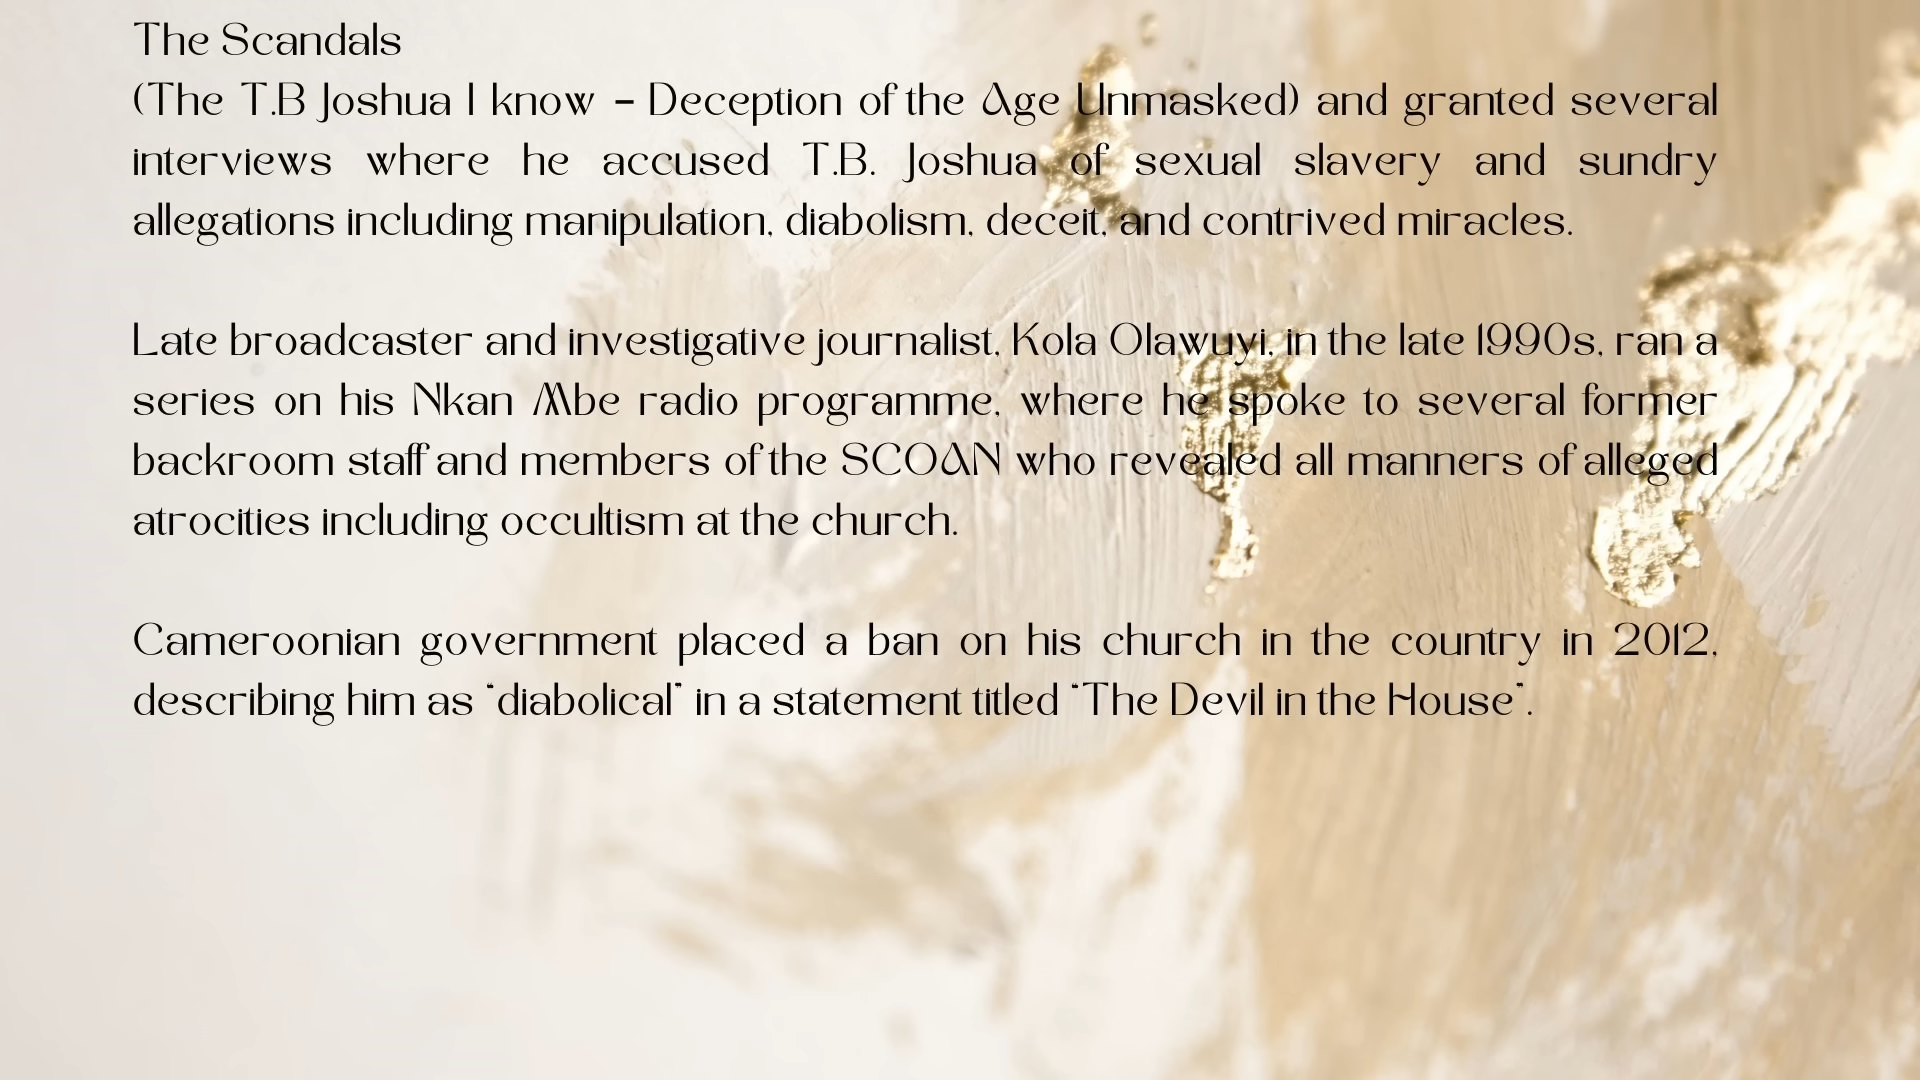 The Scandals
(The T.B Joshua I know – Deception of the Age Unmasked) and granted several
interviews where he accused T.B. Joshua of sexual slavery and sundry
allegations including manipulation, diabolism, deceit, and contrived miracles.
Late broadcaster and investigative journalist, Kola Olawuyi, in the late 1990s, ran a
series on his Nkan Mbe radio programme, where he spoke to several former
backroom staff and members of the SCOAN who revealed all manners of alleged
atrocities including occultism at the church.
Cameroonian government placed a ban on his church in the country in 2012,
describing him as “diabolical” in a statement titled “The Devil in the House”.